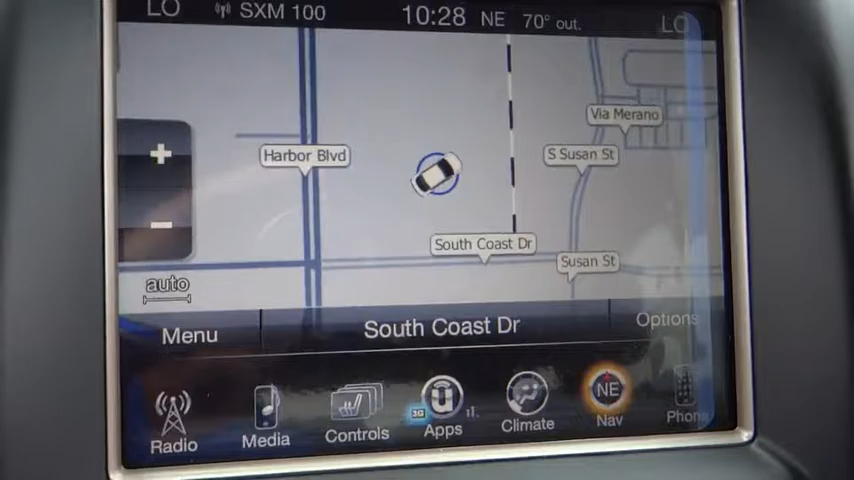 LO SXM 100 10:28 NE 70° out. LO
Via Merano
Harbor Blvd
S Susan St
South Coast Dr
Susan St
auto
Menu South Coast Dr Options
NE
3G
Radio Media Controls Apps Climate Nav Phone